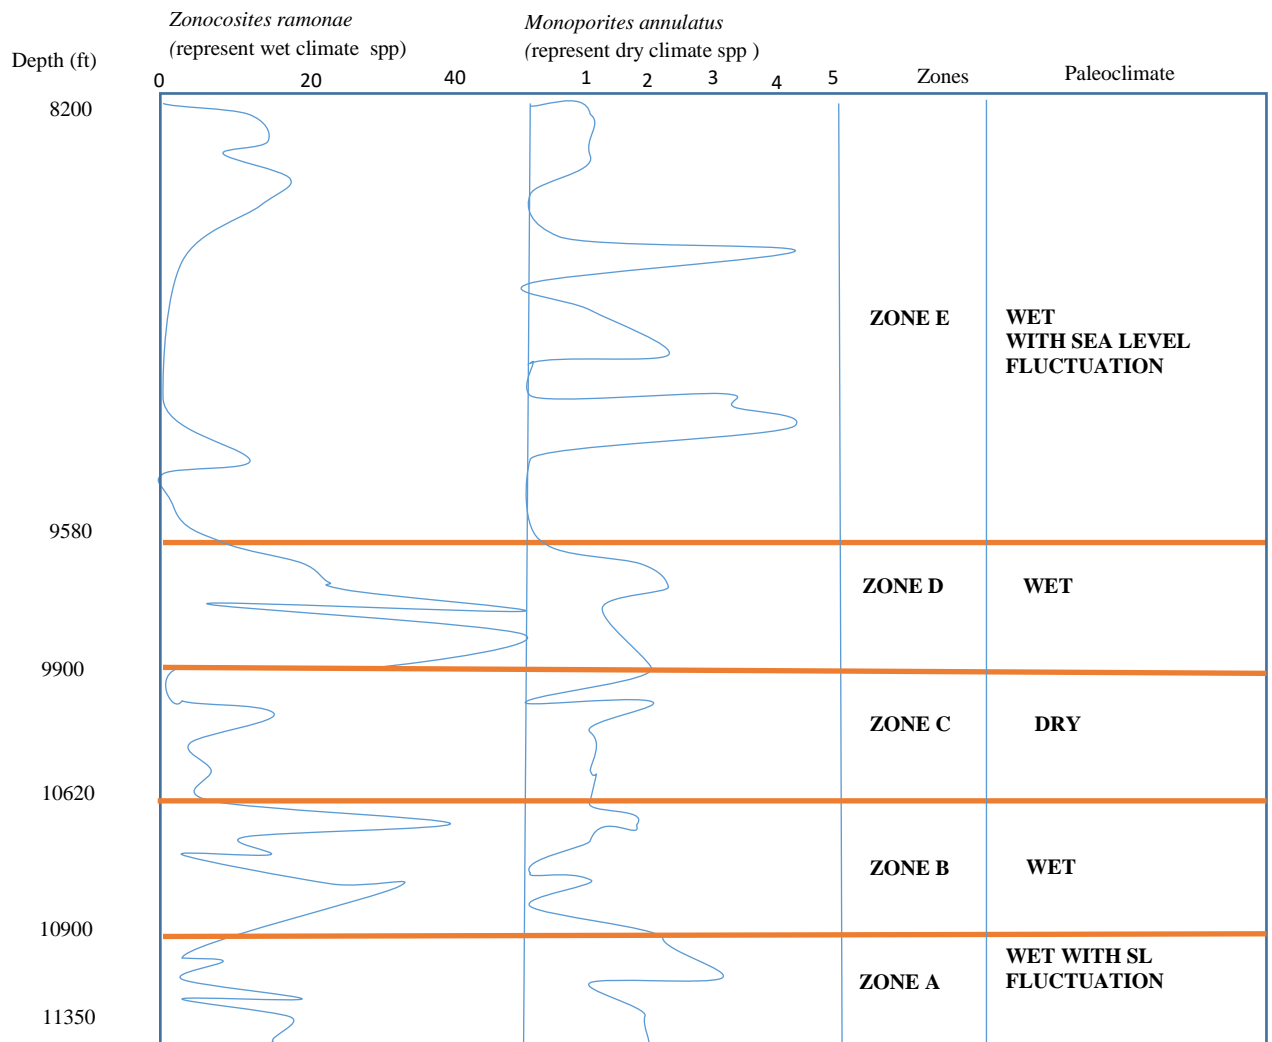 Zonocosites ramonae
(represent wet climate spp)
Monoporites annulatus
(represent dry climate spp )
Depth (ft)
0 20 40 1 2 3 4 5 Zones Paleoclimate
8200
ZONE E
WET
WITH SEA LEVEL
FLUCTUATION
9580
ZONE D WET
9900
ZONE C DRY
10620
ZONE B WET
10900
ZONE A
WET WITH SL
FLUCTUATION
11350